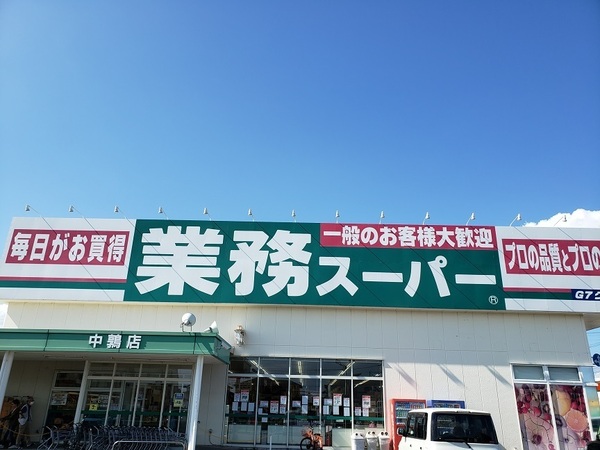 毎日がお買得
業務スーパー
一般のお客様大歓迎
®
プロの品質とプロの
G7
中鶉店